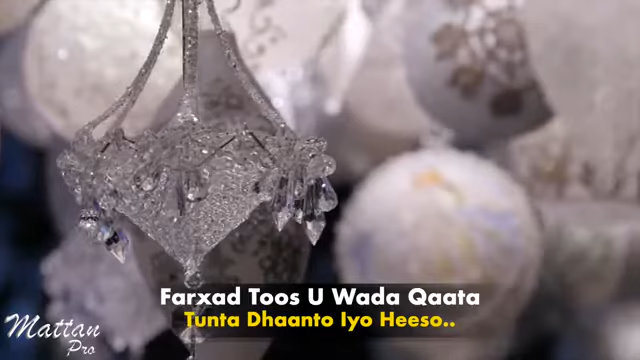 Farxad Toos U Wada Qaata
Tunta Dhaanto Iyo Heeso..
Mattan
Pro